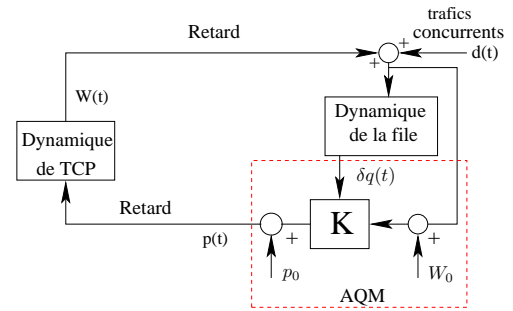 trafics
Retard
concurrents
+
+
d(t)
W(t)
Dynamique
de la file
Dynamique
de TCP
δq(t)
Retard
K
p(t)
+
+
p₀
W₀
AQM